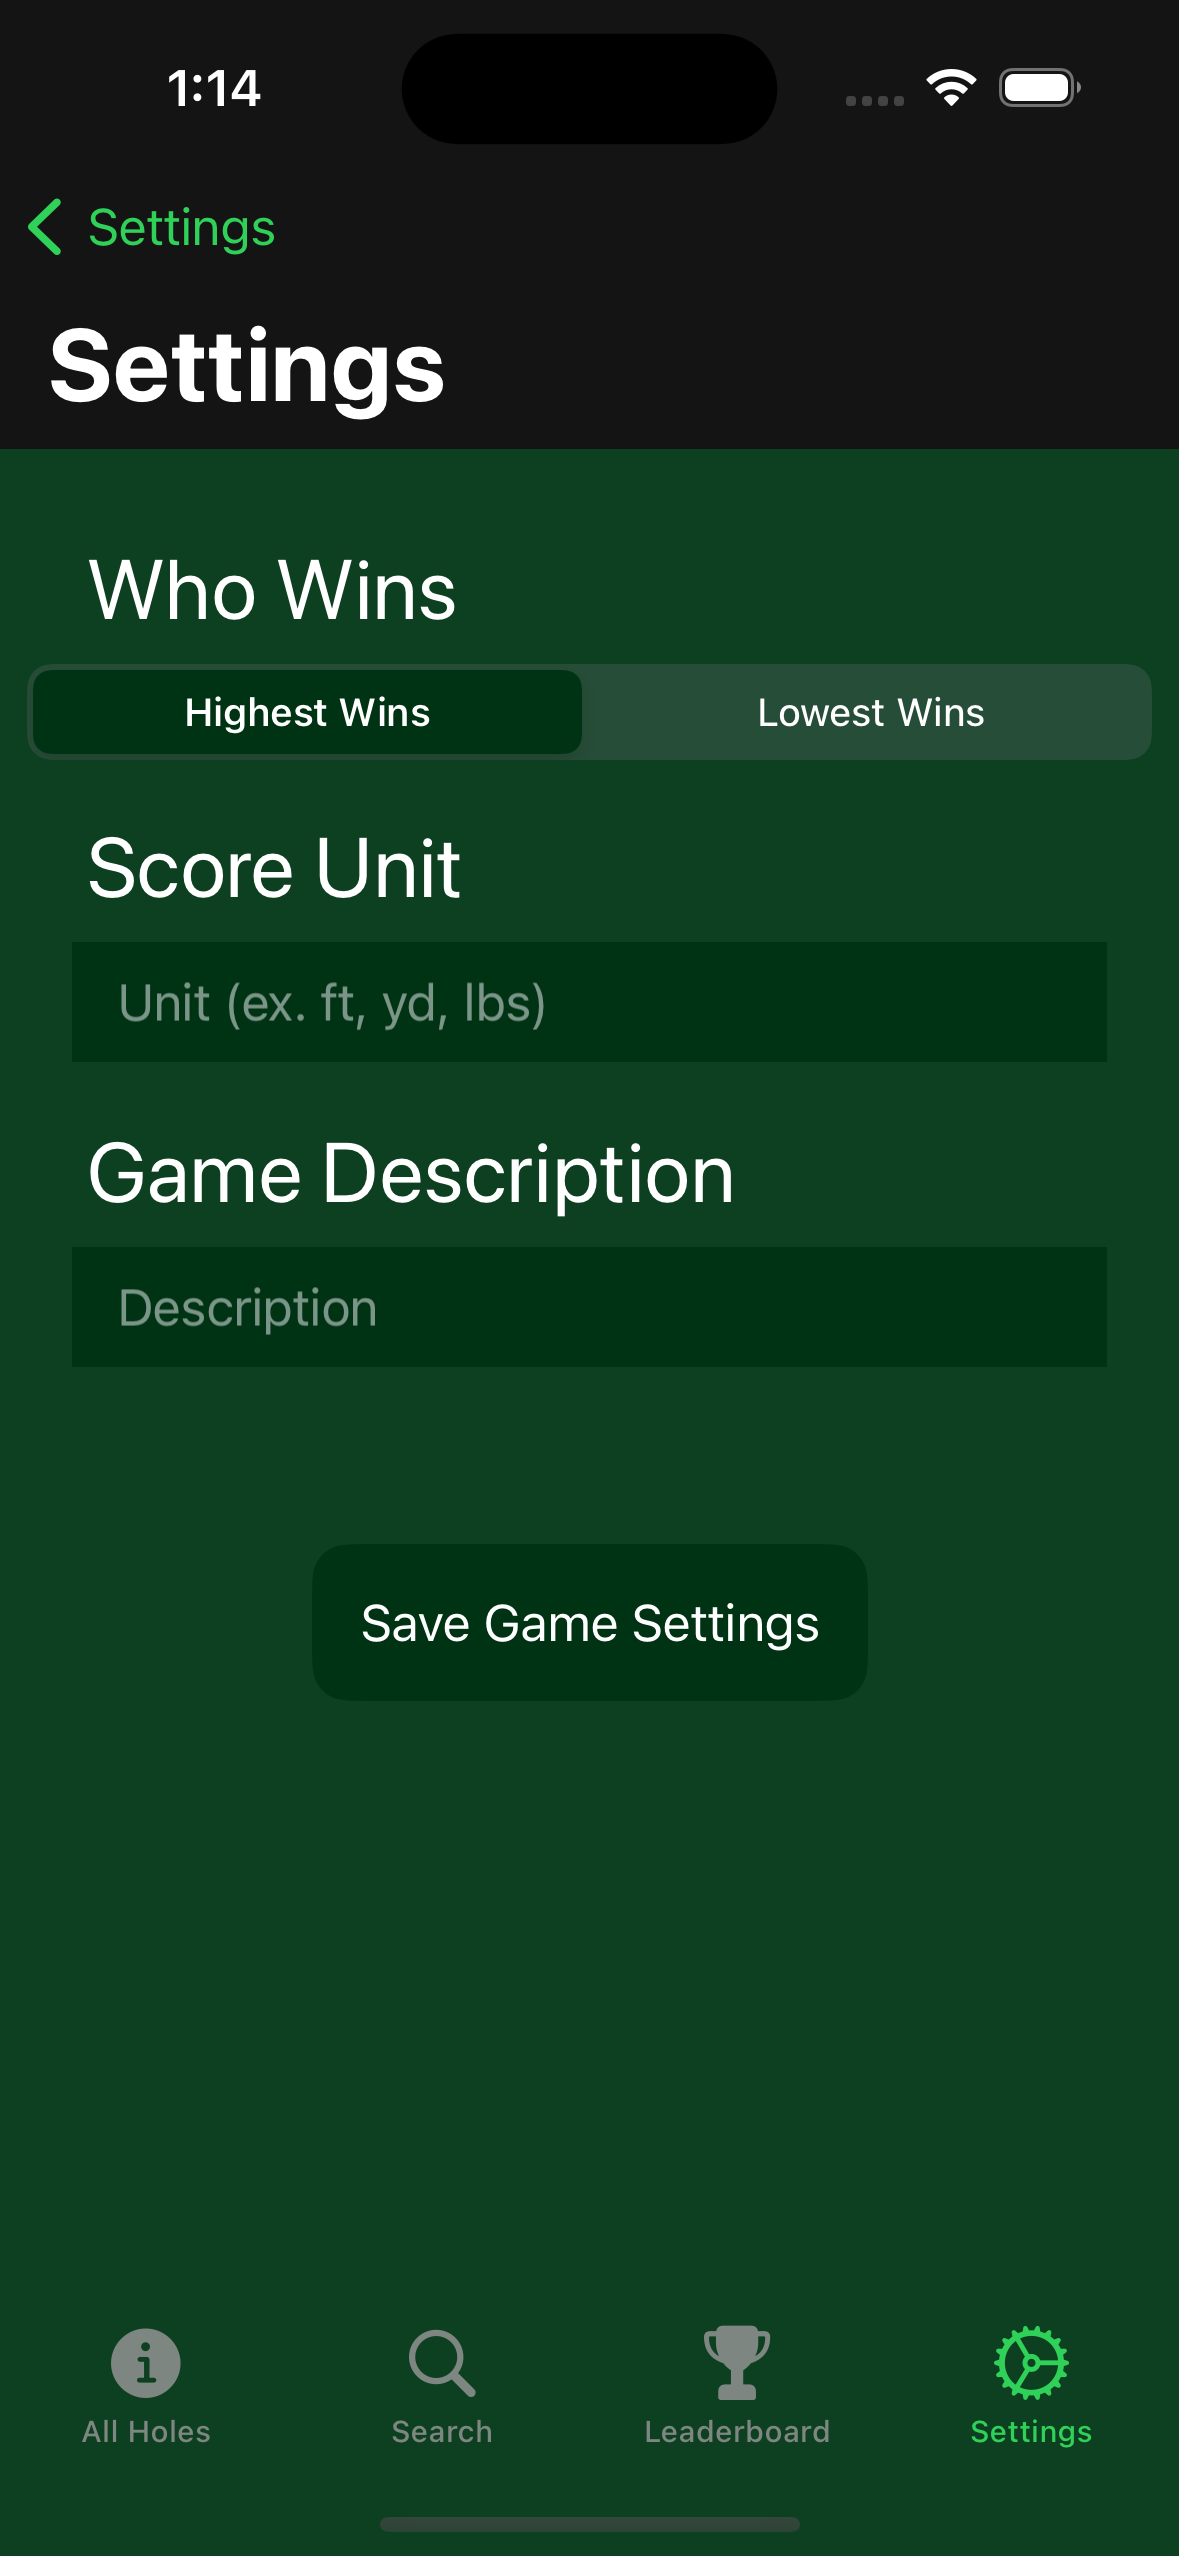 1:14
Settings
Settings
Who Wins
Highest Wins
Lowest Wins
Score Unit
Unit (ex. ft, yd, lbs)
Game Description
Description
Save Game Settings
All Holes
Search
Leaderboard
Settings